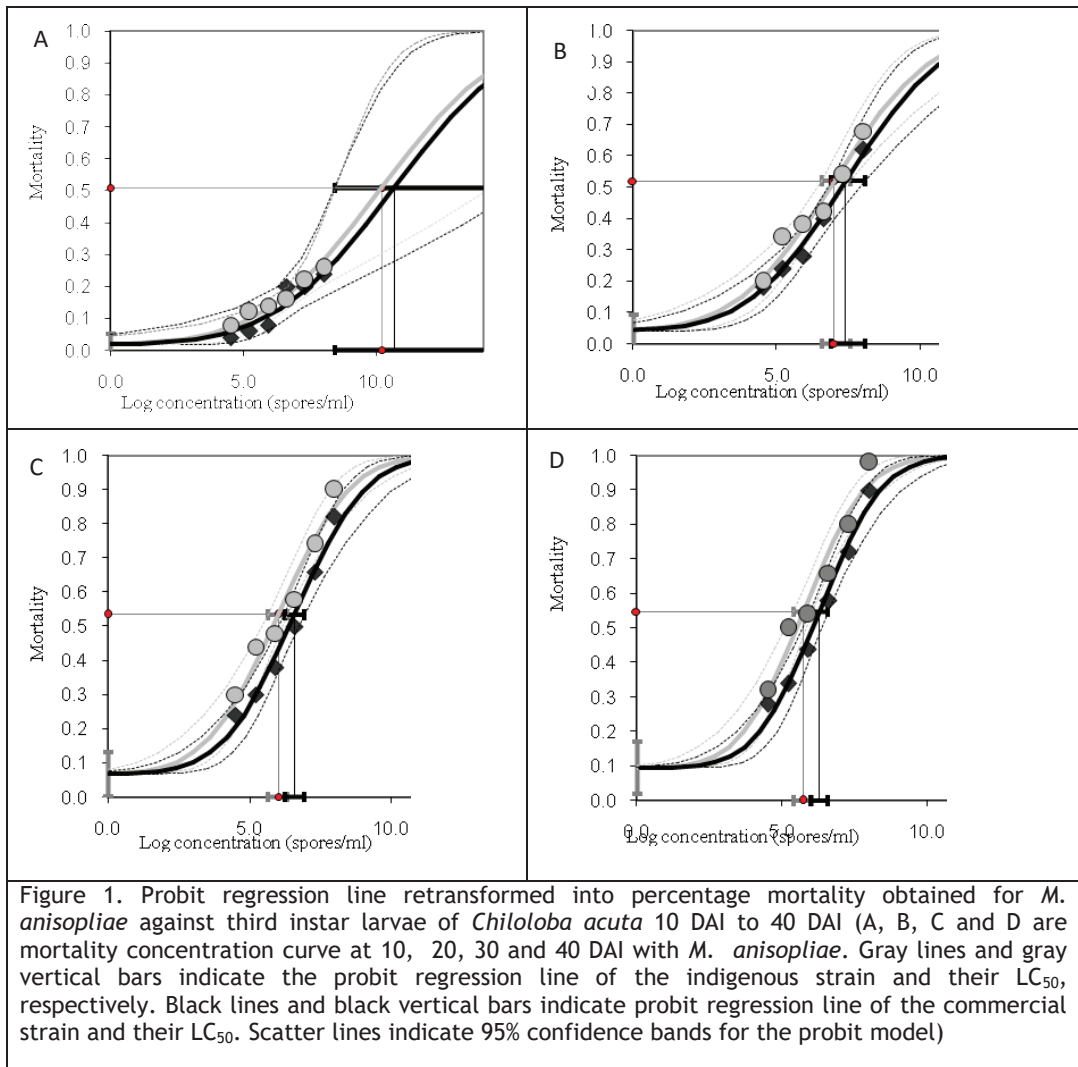 A
1.0
0.9
0.8
0.7
0.6
0.5
0.4
0.3
0.2
0.1
0.0
Mortality
0.0 5.0 10.0
Log concentration (spores/ml)
B
1.0
0.9
0.8
0.7
0.6
0.5
0.4
0.3
0.2
0.1
0.0
Mortality
0.0 5.0 10.0
Log concentration (spores/ml)
C
1.0
0.9
0.8
0.7
0.6
0.5
0.4
0.3
0.2
0.1
0.0
Mortality
0.0 5.0 10.0
Log concentration (spores/ml)
D
1.0
0.9
0.8
0.7
0.6
0.5
0.4
0.3
0.2
0.1
0.0
Mortality
0.0 5.0 10.0
Log concentration (spores/ml)
Figure 1. Probit regression line retransformed into percentage mortality obtained for M.
anisopliae against third instar larvae of Chiloloba acuta 10 DAI to 40 DAI (A, B, C and D are
mortality concentration curve at 10, 20, 30 and 40 DAI with M. anisopliae. Gray lines and gray
vertical bars indicate the probit regression line of the indigenous strain and their LC50,
respectively. Black lines and black vertical bars indicate probit regression line of the commercial
strain and their LC50. Scatter lines indicate 95% confidence bands for the probit model)